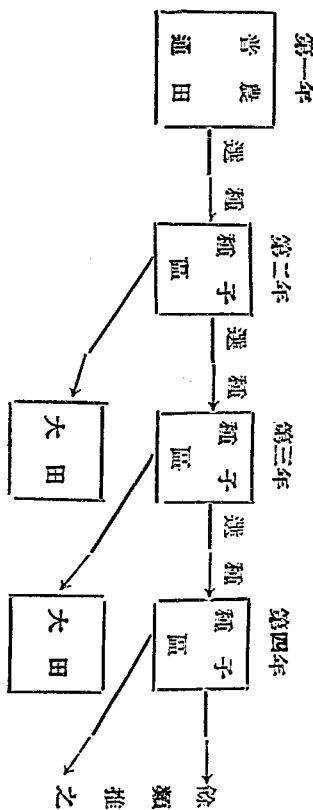 第一年
普通
農田
選種
第二年
種子
區
選種
大田
第三年
種子
區
選種
大田
第四年
種子
區
餘類推之